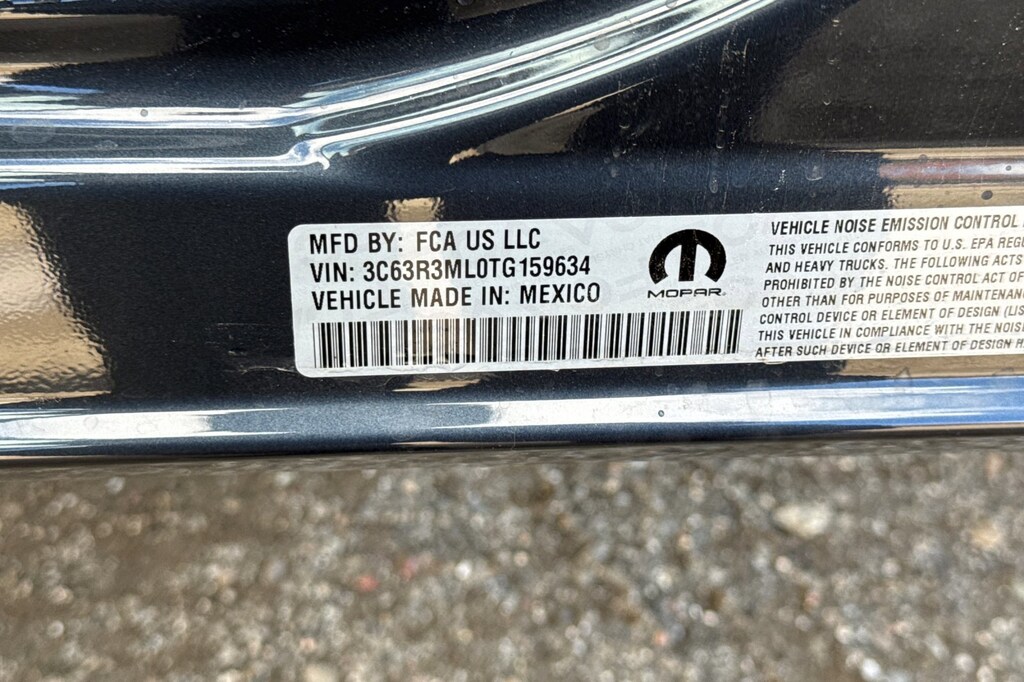 MFD BY: FCA US LLC
VIN: 3C63R3ML0TG159634
VEHICLE MADE IN: MEXICO
MOPAR
VEHICLE NOISE EMISSION CONTROL
THIS VEHICLE CONFORMS TO U.S. EPA REG
AND HEAVY TRUCKS. THE FOLLOWING ACTS
PROHIBITED BY THE NOISE CONTROL ACT OF
OTHER THAN FOR PURPOSES OF MAINTENAN
CONTROL DEVICE OR ELEMENT OF DESIGN (LIS
THIS VEHICLE IN COMPLIANCE WITH THE NOIS
AFTER SUCH DEVICE OR ELEMENT OF DESIGN H